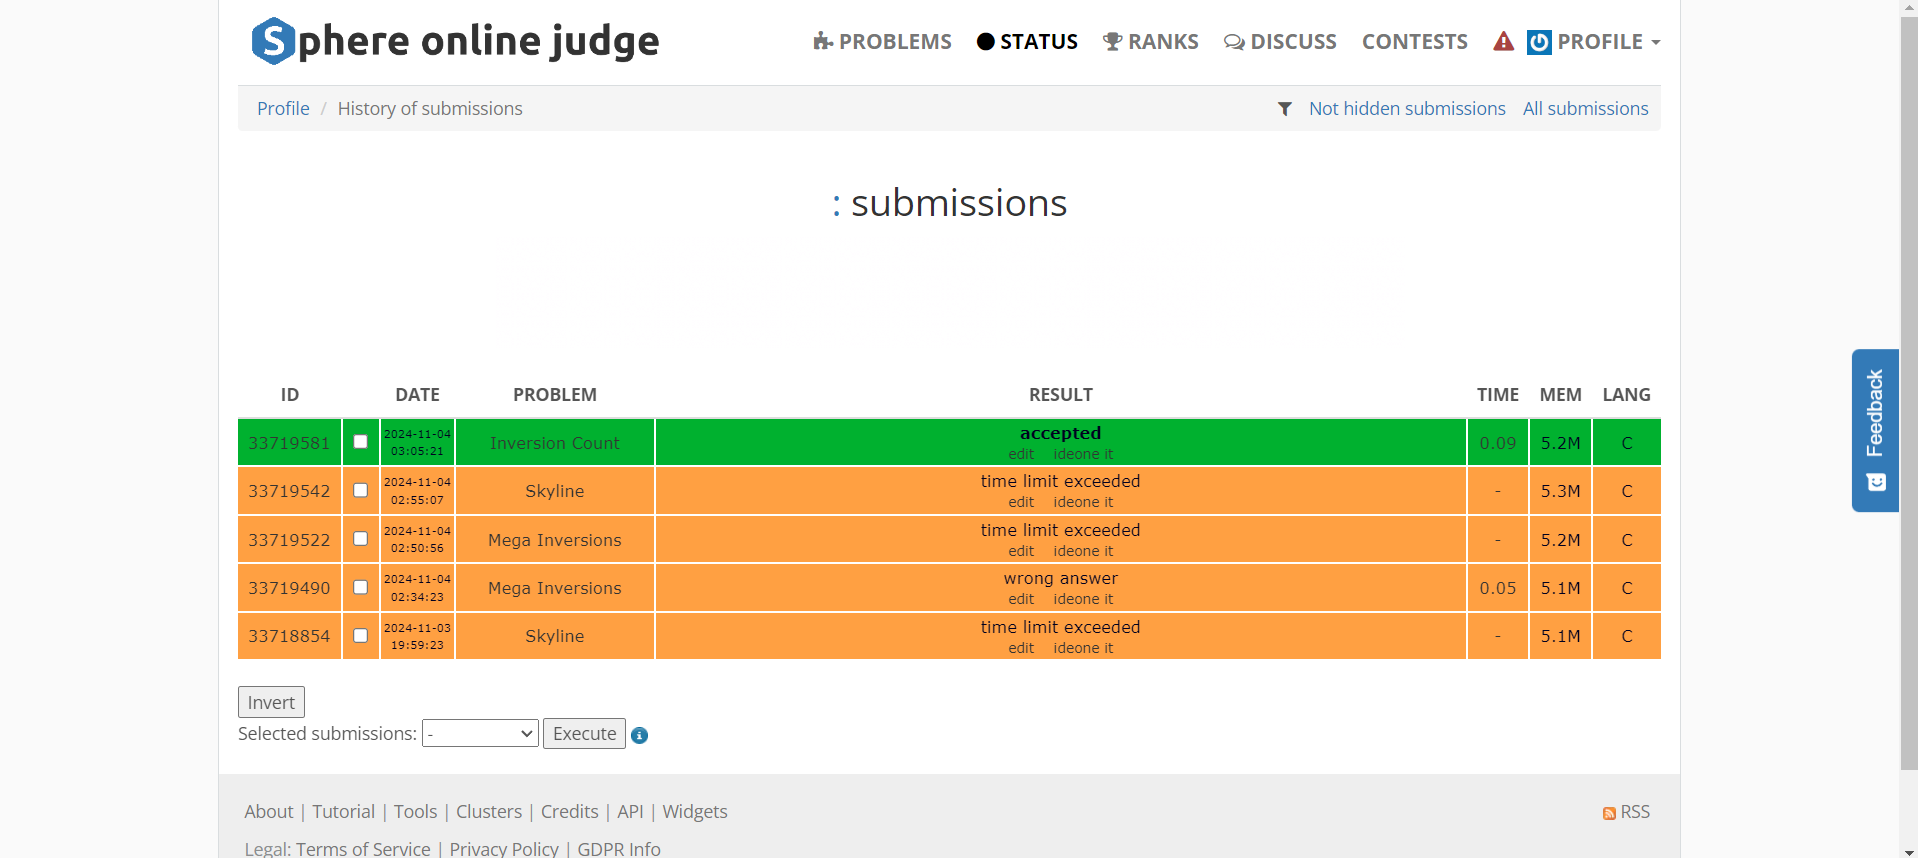 Sphere online judge
PROBLEMS STATUS RANKS DISCUSS CONTESTS PROFILE
Profile / History of submissions
Not hidden submissions All submissions
: submissions
ID DATE PROBLEM RESULT TIME MEM LANG
33719581 2024-11-04 03:05:21 Inversion Count accepted edit ideone it 0.09 5.2M C
33719542 2024-11-04 02:55:07 Skyline time limit exceeded edit ideone it - 5.3M C
33719522 2024-11-04 02:50:56 Mega Inversions time limit exceeded edit ideone it - 5.2M C
33719490 2024-11-04 02:34:23 Mega Inversions wrong answer edit ideone it 0.05 5.1M C
33718854 2024-11-03 19:59:23 Skyline time limit exceeded edit ideone it - 5.1M C
Feedback
Invert
Selected submissions: - Execute
About | Tutorial | Tools | Clusters | Credits | API | Widgets
RSS
Legal: Terms of Service | Privacy Policy | GDPR Info